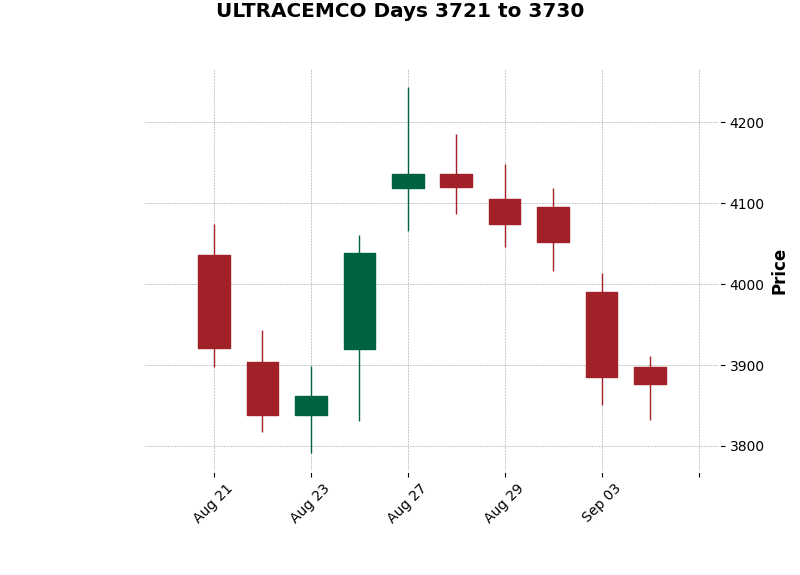 ULTRACEMCO Days 3721 to 3730
4200
4100
4000
3900
3800
Price
Aug 21
Aug 23
Aug 27
Aug 29
Sep 03